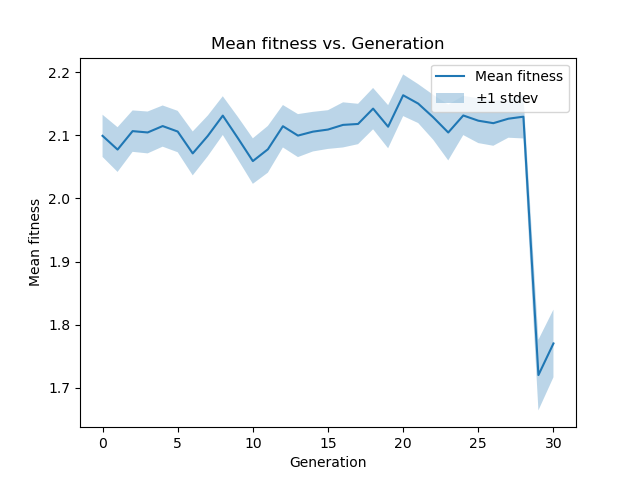 Mean fitness vs. Generation
Mean fitness
±1 stdev
2.2
2.1
2.0
1.9
1.8
1.7
Mean fitness
0 5 10 15 20 25 30
Generation